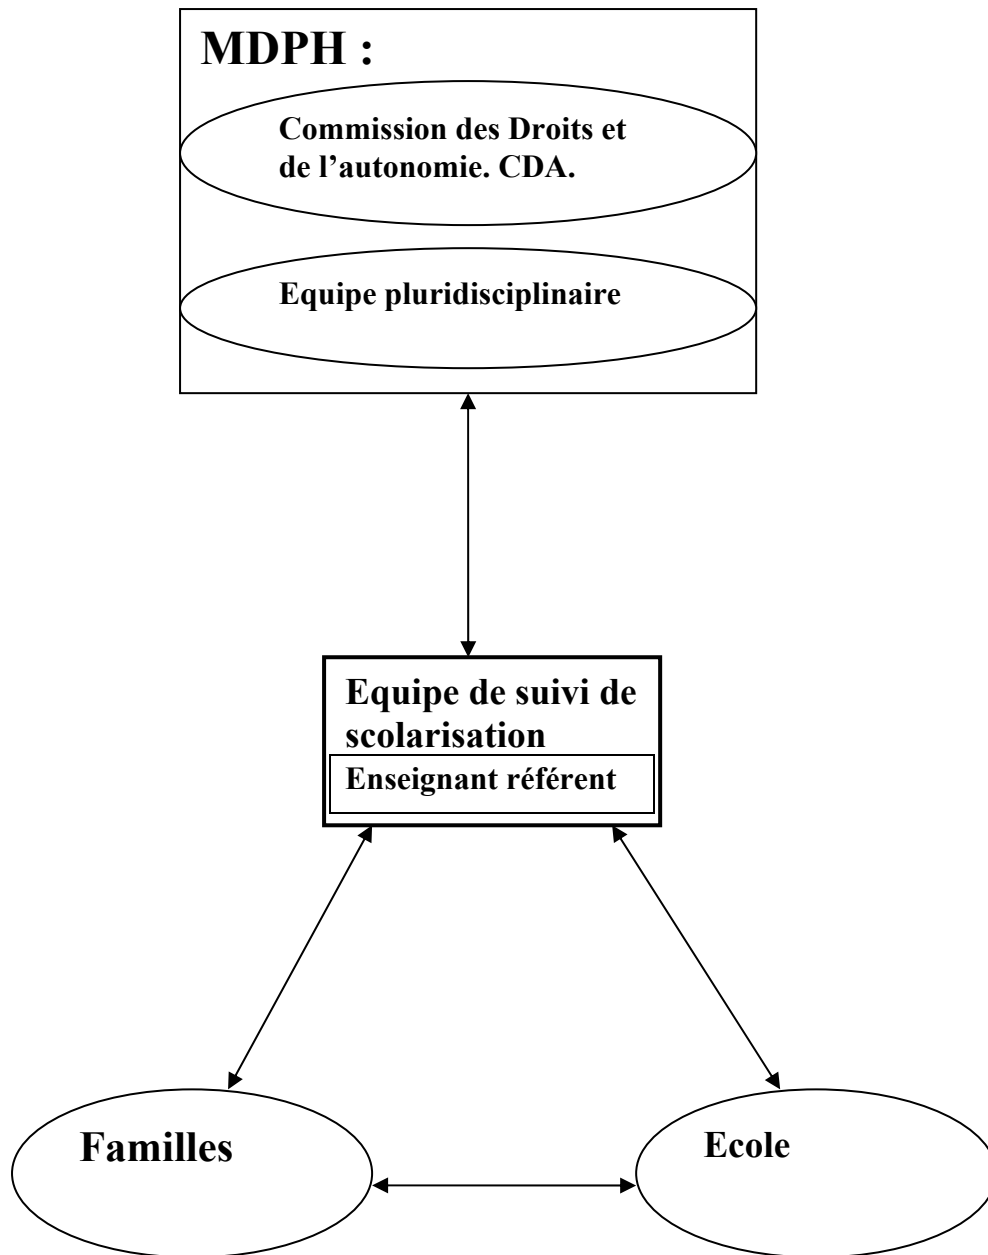 MDPH :
Commission des Droits et
de l’autonomie. CDA.
Equipe pluridisciplinaire
Equipe de suivi de
scolarisation
Enseignant référent
Familles
Ecole